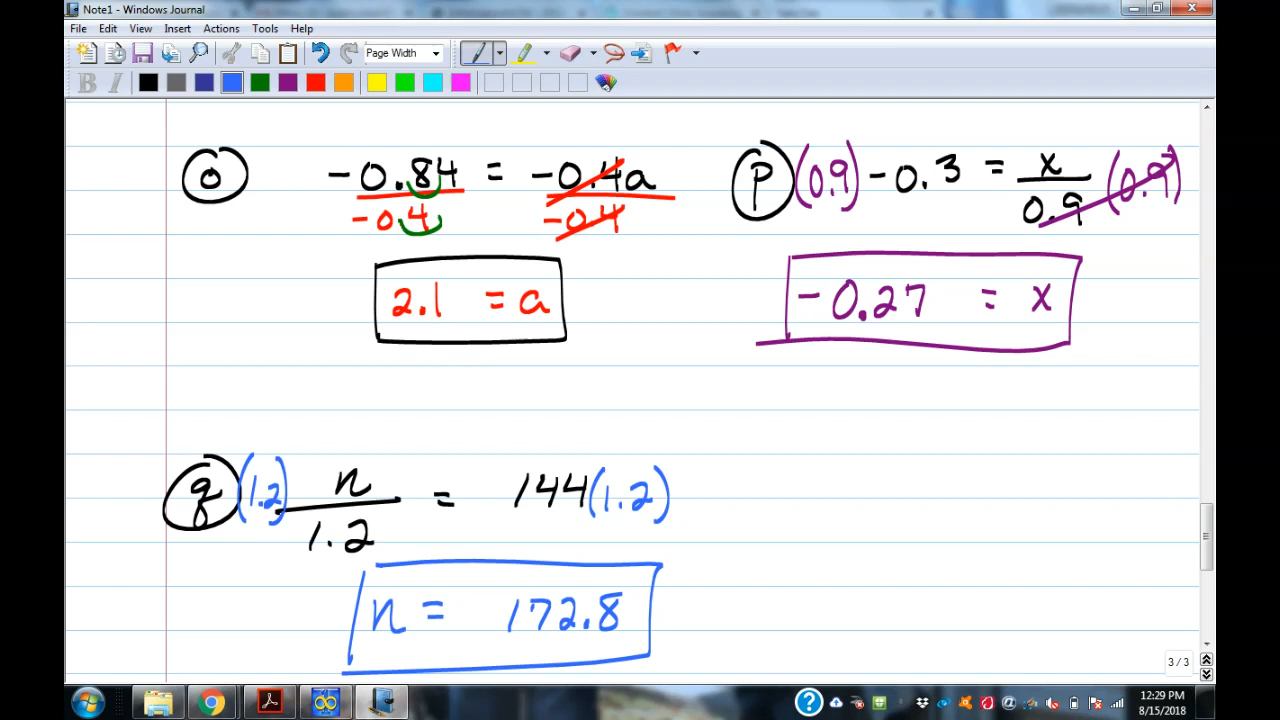 Note1 - Windows Journal
File Edit View Insert Actions Tools Help
Page Width
B I
o -0.84 = -0.4a
-0.4 -0.4
2.1 = a
p (0.9) -0.3 = x/0.9 (0.9)
-0.27 = x
q (1.2) n/1.2 = 144(1.2)
n = 172.8
3 / 3
12:29 PM
8/15/2018